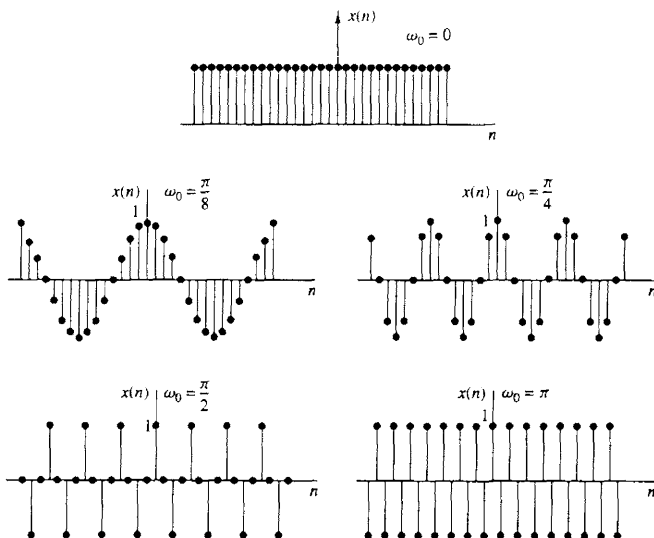 x(n)
ω₀ = 0
n
x(n) ω₀ = π/8
1
n
x(n) ω₀ = π/4
1
n
x(n) ω₀ = π/2
1
n
x(n) ω₀ = π
1
n